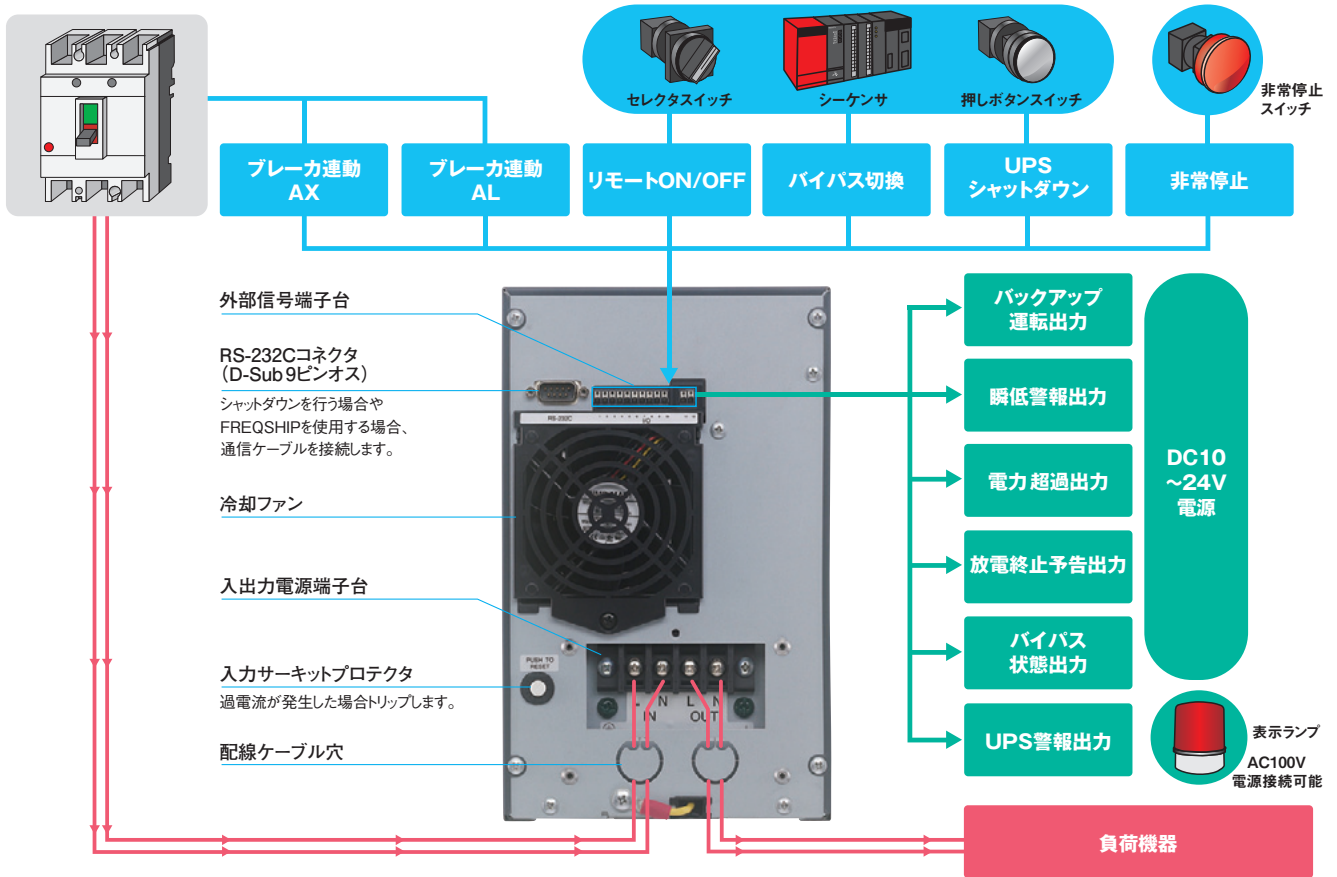 セレクタスイッチ
シーケンサ
押しボタンスイッチ
非常停止
スイッチ
ブレーカ連動
AX
ブレーカ連動
AL
リモートON/OFF
バイパス切換
UPS
シャットダウン
非常停止
外部信号端子台
RS-232Cコネクタ
(D-Sub 9ピンオス)
シャットダウンを行う場合や
FREQSHIPを使用する場合、
通信ケーブルを接続します。
冷却ファン
入出力電源端子台
入力サーキットプロテクタ
過電流が発生した場合トリップします。
配線ケーブル穴
RS-232C
I/O
PUSH TO
RESET
L N L N
IN OUT
バックアップ
運転出力
瞬低警報出力
電力超過出力
放電終止予告出力
バイパス
状態出力
UPS警報出力
DC10
~24V
電源
表示ランプ
AC100V
電源接続可能
負荷機器